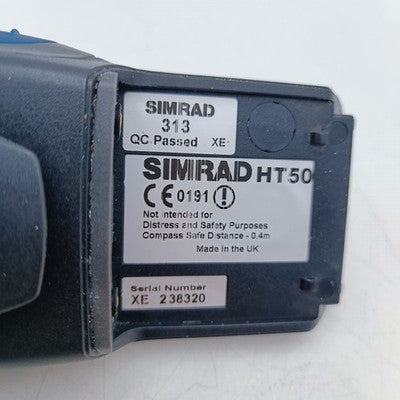 SIMRAD
313
QC Passed XE
SIMRAD HT50
CE 0191 !
Not intended for
Distress and Safety Purposes
Compass Safe Distance - 0.4m
Made in the UK
Serial Number
XE 238320